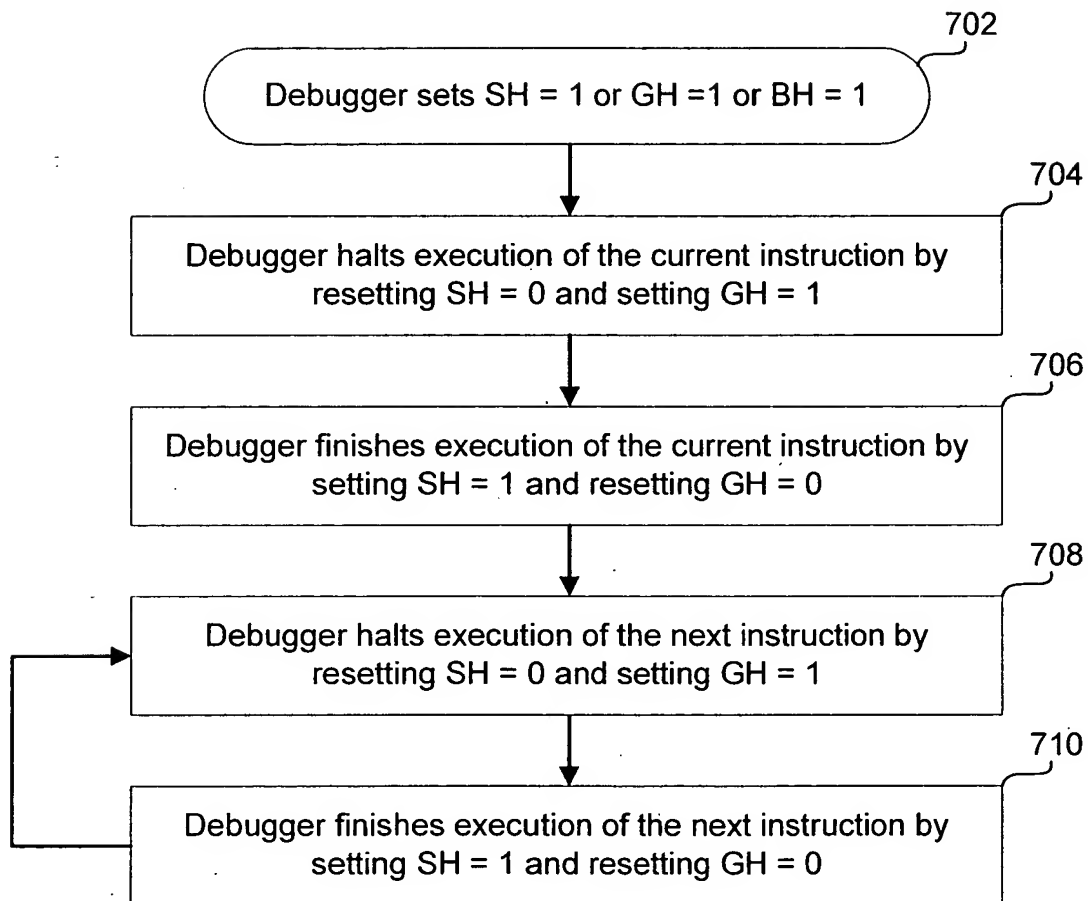 702
Debugger sets SH = 1 or GH =1 or BH = 1
704
Debugger halts execution of the current instruction by
resetting SH = 0 and setting GH = 1
706
Debugger finishes execution of the current instruction by
setting SH = 1 and resetting GH = 0
708
Debugger halts execution of the next instruction by
resetting SH = 0 and setting GH = 1
710
Debugger finishes execution of the next instruction by
setting SH = 1 and resetting GH = 0